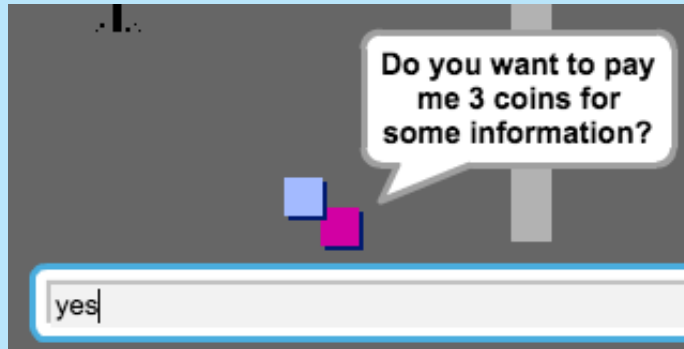 Do you want to pay
me 3 coins for
some information?
yes